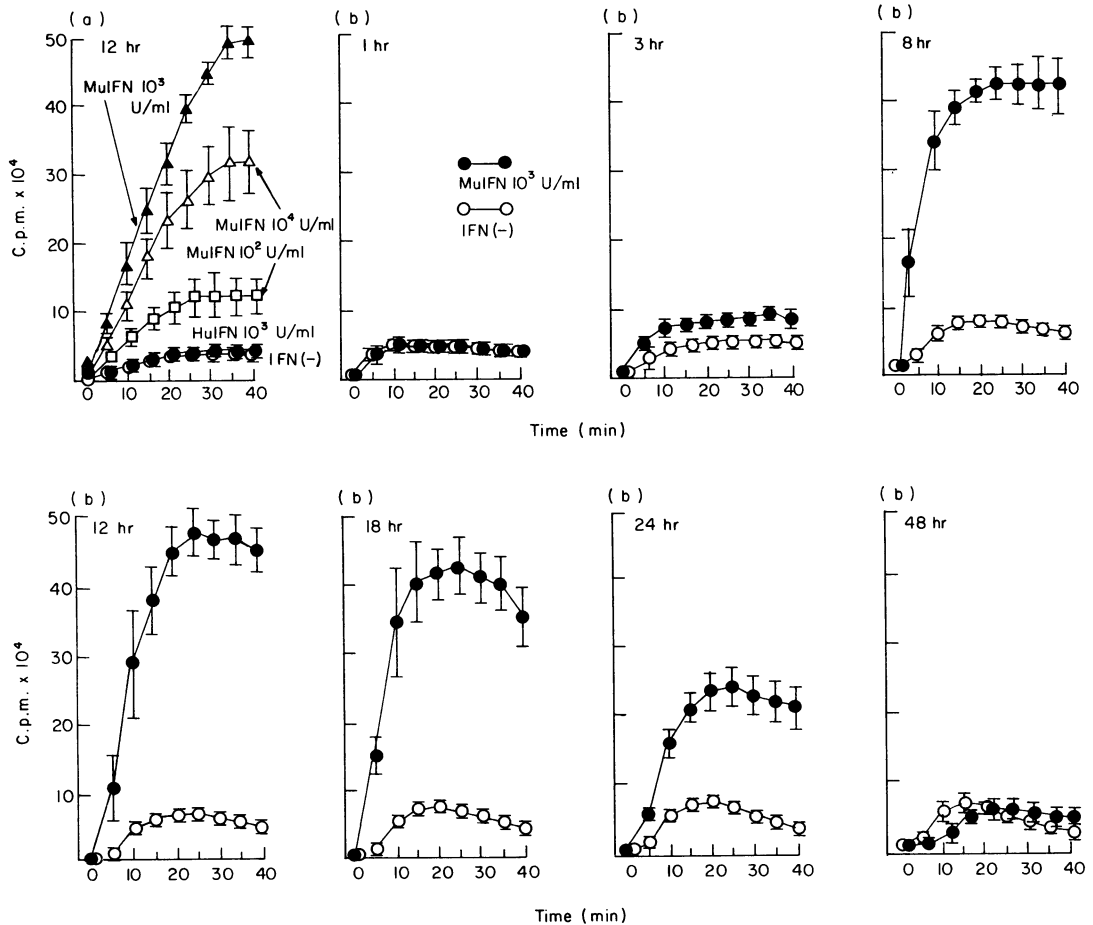 (a)
(b)
(b)
(b)
12 hr
1 hr
3 hr
8 hr
50
40
30
20
10
C.p.m. x 10⁴
MuIFN 10³
U/ml
MuIFN 10⁴ U/ml
MuIFN 10² U/ml
HuIFN 10³ U/ml
IFN (-)
MuIFN 10³ U/ml
IFN (-)
0 10 20 30 40
0 10 20 30 40
0 10 20 30 40
0 10 20 30 40
Time (min)
(b)
(b)
(b)
(b)
12 hr
18 hr
24 hr
48 hr
50
40
30
20
10
C.p.m. x 10⁴
0 10 20 30 40
0 10 20 30 40
0 10 20 30 40
0 10 20 30 40
Time (min)